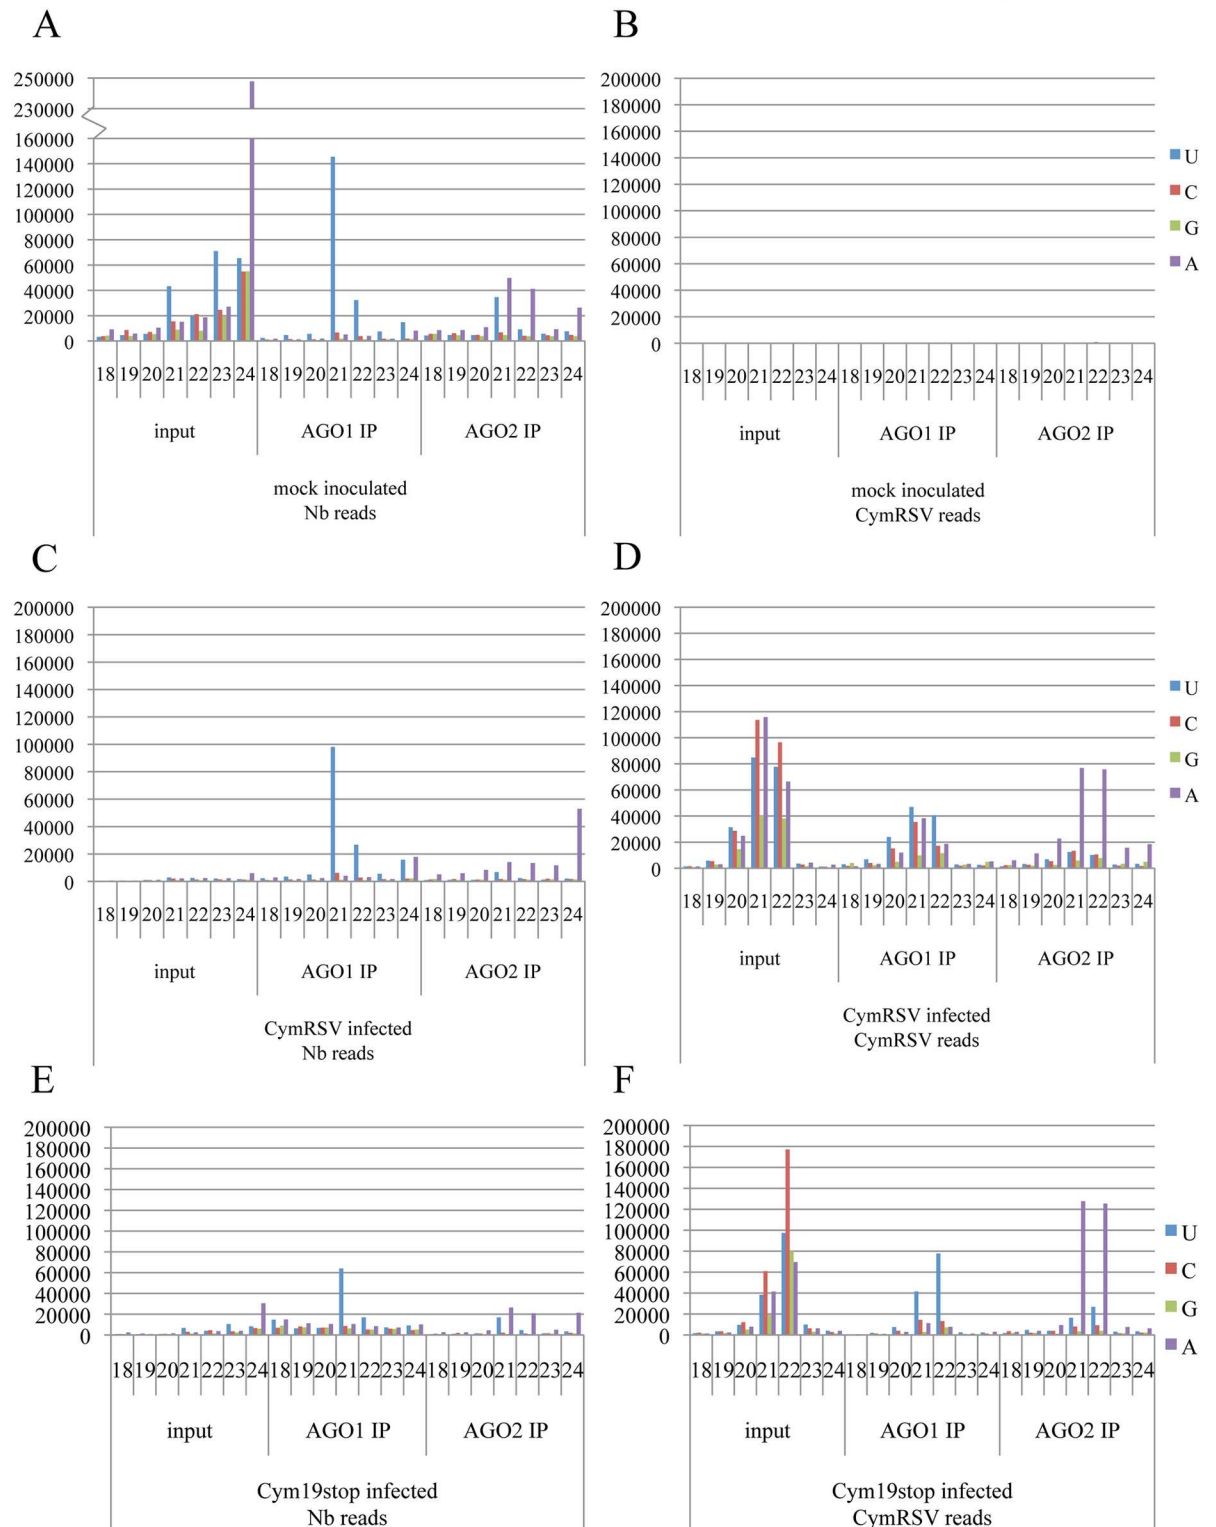 A
250000
230000
160000
140000
120000
100000
80000
60000
40000
20000
0
18 19 20 21 22 23 24 18 19 20 21 22 23 24 18 19 20 21 22 23 24
input AGO1 IP AGO2 IP
mock inoculated
Nb reads
B
200000
180000
160000
140000
120000
100000
80000
60000
40000
20000
0
18 19 20 21 22 23 24 18 19 20 21 22 23 24 18 19 20 21 22 23 24
input AGO1 IP AGO2 IP
mock inoculated
CymRSV reads
U
C
G
A
C
200000
180000
160000
140000
120000
100000
80000
60000
40000
20000
0
18 19 20 21 22 23 24 18 19 20 21 22 23 24 18 19 20 21 22 23 24
input AGO1 IP AGO2 IP
CymRSV infected
Nb reads
D
200000
180000
160000
140000
120000
100000
80000
60000
40000
20000
0
18 19 20 21 22 23 24 18 19 20 21 22 23 24 18 19 20 21 22 23 24
input AGO1 IP AGO2 IP
CymRSV infected
CymRSV reads
U
C
G
A
E
200000
180000
160000
140000
120000
100000
80000
60000
40000
20000
0
18 19 20 21 22 23 24 18 19 20 21 22 23 24 18 19 20 21 22 23 24
input AGO1 IP AGO2 IP
Cym19stop infected
Nb reads
F
200000
180000
160000
140000
120000
100000
80000
60000
40000
20000
0
18 19 20 21 22 23 24 18 19 20 21 22 23 24 18 19 20 21 22 23 24
input AGO1 IP AGO2 IP
Cym19stop infected
CymRSV reads
U
C
G
A